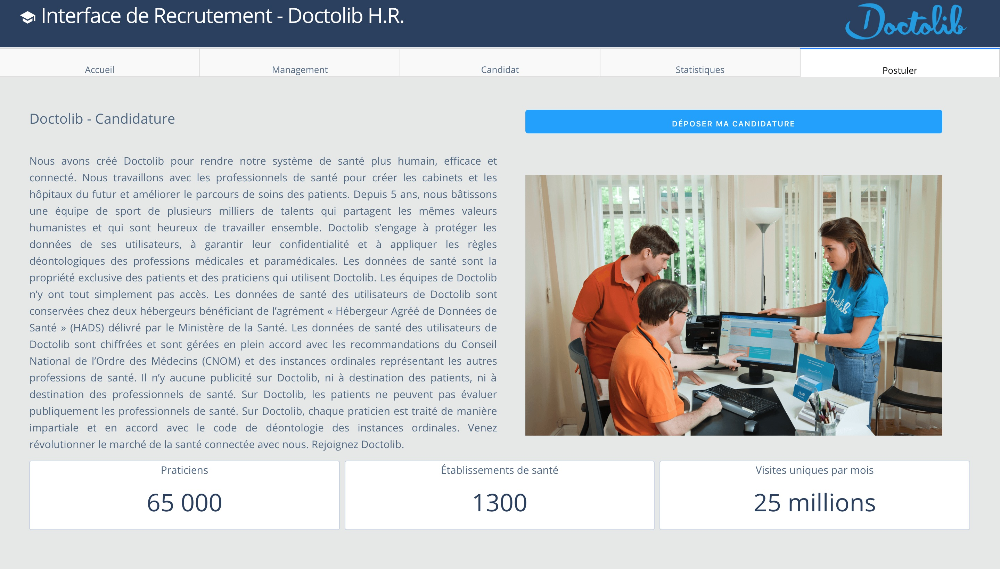 Interface de Recrutement - Doctolib H.R.
Doctolib
Accueil
Management
Candidat
Statistiques
Postuler
Doctolib - Candidature
DÉPOSER MA CANDIDATURE
Nous avons créé Doctolib pour rendre notre système de santé plus humain, efficace et
connecté. Nous travaillons avec les professionnels de santé pour créer les cabinets et les
hôpitaux du futur et améliorer le parcours de soins des patients. Depuis 5 ans, nous bâtissons
une équipe de sport de plusieurs milliers de talents qui partagent les mêmes valeurs
humanistes et qui sont heureux de travailler ensemble. Doctolib s’engage à protéger les
données de ses utilisateurs, à garantir leur confidentialité et à appliquer les règles
déontologiques des professions médicales et paramédicales. Les données de santé sont la
propriété exclusive des patients et des praticiens qui utilisent Doctolib. Les équipes de Doctolib
n’y ont tout simplement pas accès. Les données de santé des utilisateurs de Doctolib sont
conservées chez deux hébergeurs bénéficiant de l’agrément « Hébergeur Agréé de Données de
Santé » (HADS) délivré par le Ministère de la Santé. Les données de santé des utilisateurs de
Doctolib sont chiffrées et sont gérées en plein accord avec les recommandations du Conseil
National de l’Ordre des Médecins (CNOM) et des instances ordinales représentant les autres
professions de santé. Il n’y aucune publicité sur Doctolib, ni à destination des patients, ni à
destination des professionnels de santé. Sur Doctolib, les patients ne peuvent pas évaluer
publiquement les professionnels de santé. Sur Doctolib, chaque praticien est traité de manière
impartiale et en accord avec le code de déontologie des instances ordinales. Venez
révolutionner le marché de la santé connectée avec nous. Rejoignez Doctolib.
Doctolib
SAMSUNG
Doctolib
Praticiens
65 000
Établissements de santé
1300
Visites uniques par mois
25 millions